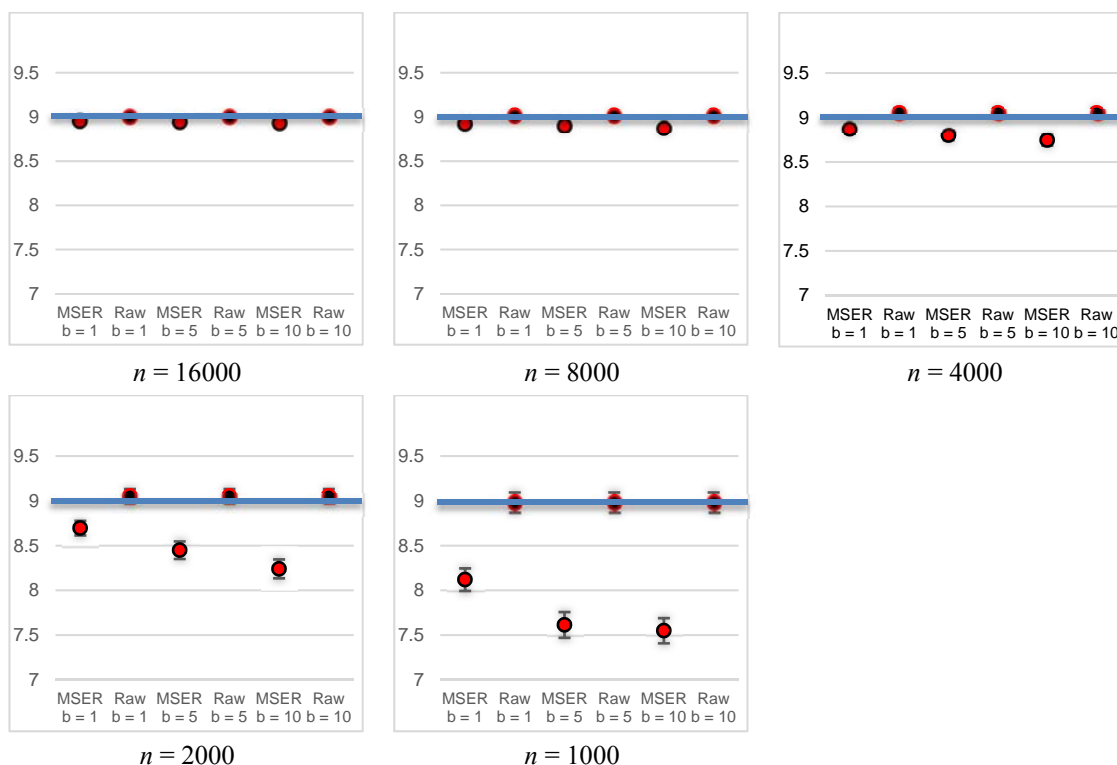 9.5
9
8.5
8
7.5
7
MSER Raw MSER Raw MSER Raw
b = 1 b = 1 b = 5 b = 5 b = 10 b = 10
n = 16000
9.5
9
8.5
8
7.5
7
MSER Raw MSER Raw MSER Raw
b = 1 b = 1 b = 5 b = 5 b = 10 b = 10
n = 8000
9.5
9
8.5
8
7.5
7
MSER Raw MSER Raw MSER Raw
b = 1 b = 1 b = 5 b = 5 b = 10 b = 10
n = 4000
9.5
9
8.5
8
7.5
7
MSER Raw MSER Raw MSER Raw
b = 1 b = 1 b = 5 b = 5 b = 10 b = 10
n = 2000
9.5
9
8.5
8
7.5
7
MSER Raw MSER Raw MSER Raw
b = 1 b = 1 b = 5 b = 5 b = 10 b = 10
n = 1000